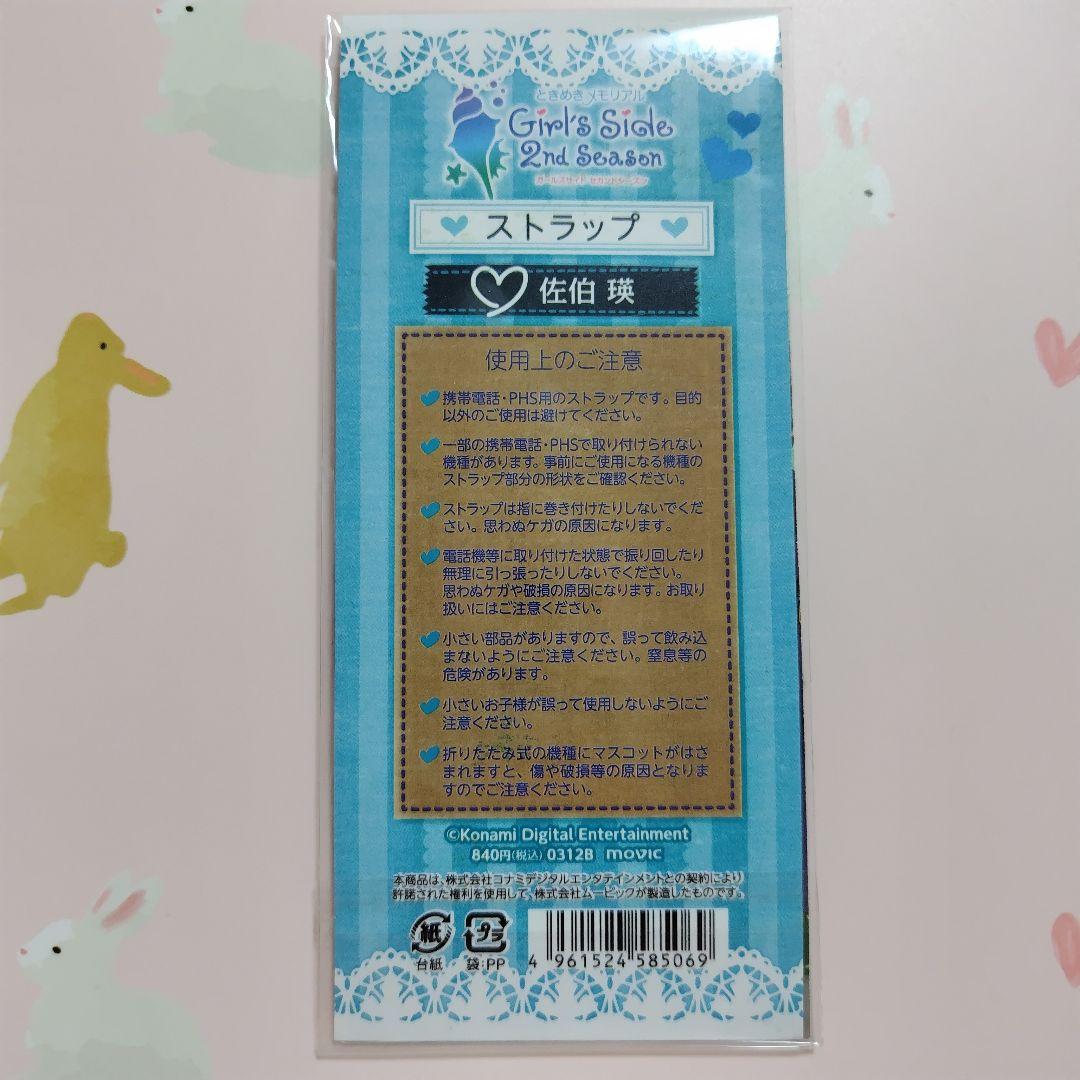 ときめきメモリアル
Girl's Side
2nd Season
ガールズサイド セカンドシーズン
ストラップ
佐伯 瑛
使用上のご注意
携帯電話・PHS用のストラップです。目的
以外のご使用は避けてください。
一部の携帯電話・PHSで取り付けられない
機種があります。事前にご使用になる機種の
ストラップ部分の形状をご確認ください。
ストラップは指に巻き付けたりしないでくだ
さい。思わぬケガの原因になります。
電話機等に取り付けた状態で振り回したり
無理に引っ張ったりしないでください。
思わぬケガや破損の原因になります。お取り
扱いにはご注意ください。
小さい部品がありますので、誤って飲み込
まないようにご注意ください。窒息等の
危険があります。
小さいお子様が誤って使用しないようにご
注意ください。
折りたたみ式の機種にマスコットがはさ
まれますと、傷や破損等の原因となりま
すのでご注意ください。
©Konami Digital Entertainment
840円(税込) 0312B movic
本商品は、株式会社コナミデジタルエンタテインメントとの契約により
許諾された権利を使用して、株式会社ムービックが製造したものです。
紙 プラ
台紙 袋:PP
4 961524 585069